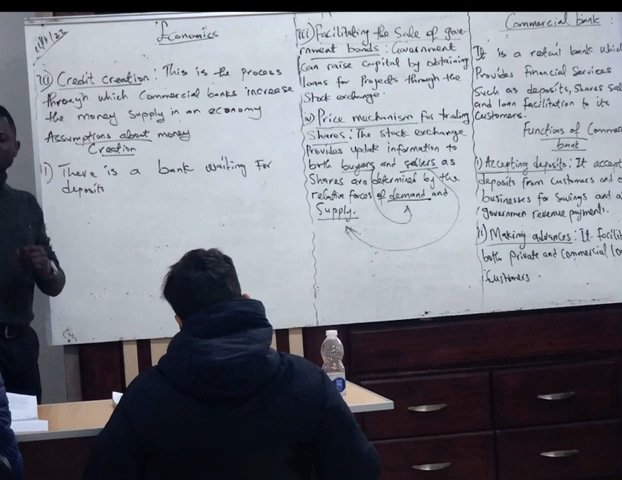 Economics
iii) Credit creation: This is the process
through which Commercial banks increase
the money supply in an economy
Assumptions about money
Creation
i) There is a bank waiting for
deposits
iii) Facilitating the Sale of gove-
rnment bonds: Government
can raise capital by obtaining
loans for projects through the
Stock exchange.
iv) Price mechanism for trading
shares: The stock exchange
Provides update information to
both buyers and sellers as
Shares are determined by the
relative forces of demand and
Supply.
Commercial bank:
It is a retail bank which
Provides financial services
Such as deposits, Shares
and loan facilitation to its
customers.
Functions of
bank
i) Accepting deposits: It
deposits from customers and
businesses for Savings and
governmen revenue payments.
ii) Making advances: It
both private and commercial
Customers.